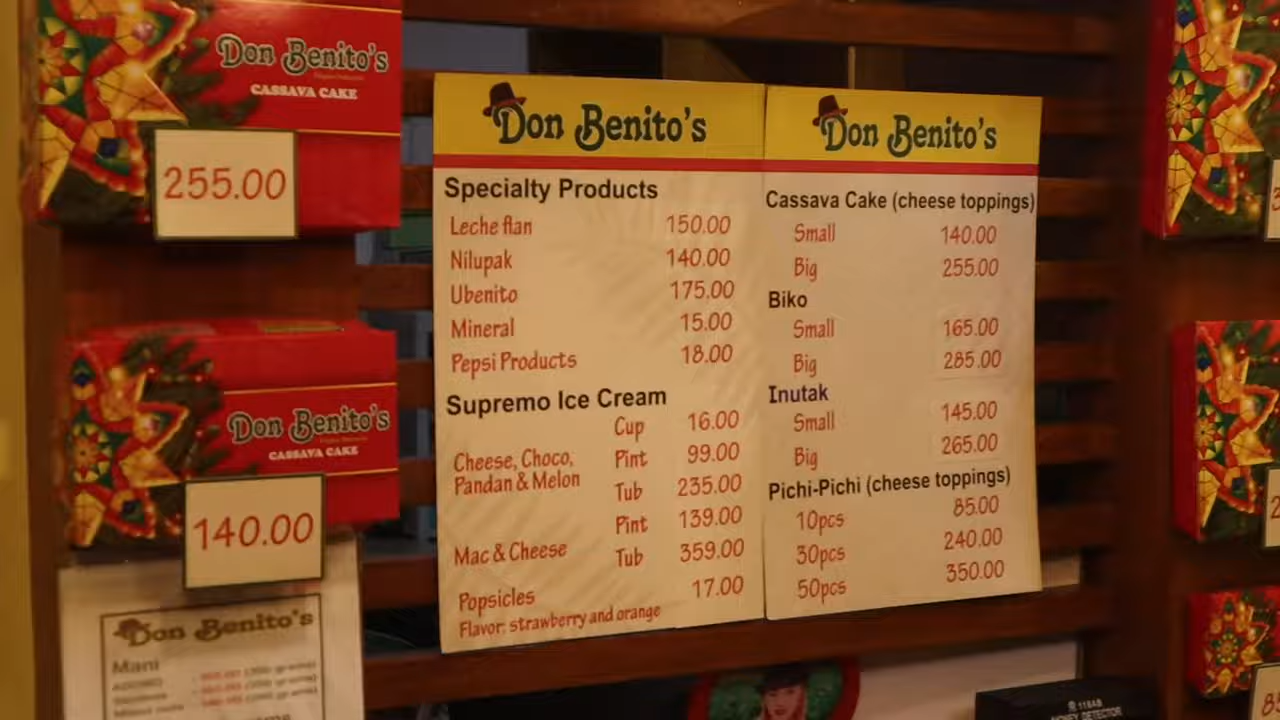 Don Benito's
CASSAVA CAKE
255.00
Don Benito's
CASSAVA CAKE
140.00
Don Benito's
Mani
Don Benito's
Specialty Products
Leche flan 150.00
Nilupak 140.00
Ubenito 175.00
Mineral 15.00
Pepsi Products 18.00
Supremo Ice Cream
Cup 16.00
Cheese, Choco, Pint 99.00
Pandan & Melon Tub 235.00
Pint 139.00
Mac & Cheese Tub 359.00
Popsicles 17.00
Flavor: strawberry and orange
Don Benito's
Cassava Cake (cheese toppings)
Small 140.00
Big 255.00
Biko
Small 165.00
Big 285.00
Inutak
Small 145.00
Big 265.00
Pichi-Pichi (cheese toppings)
10pcs 85.00
30pcs 240.00
50pcs 350.00
MONEY DETECTOR